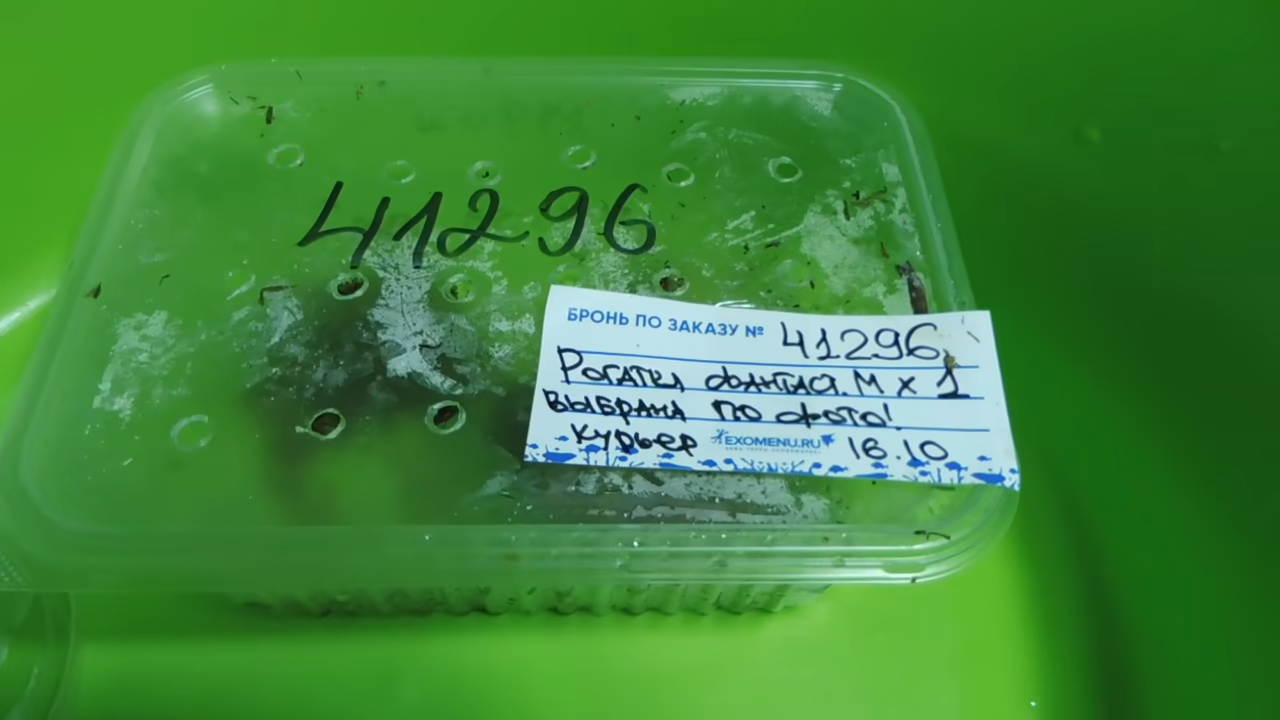 41296
БРОНЬ ПО ЗАКАЗУ № 41296
РОГАТКА ФАНТАСТ. М x 1
ВЫБРАНА ПО ФОТО!
Курьер EXOMENU.RU 16.10